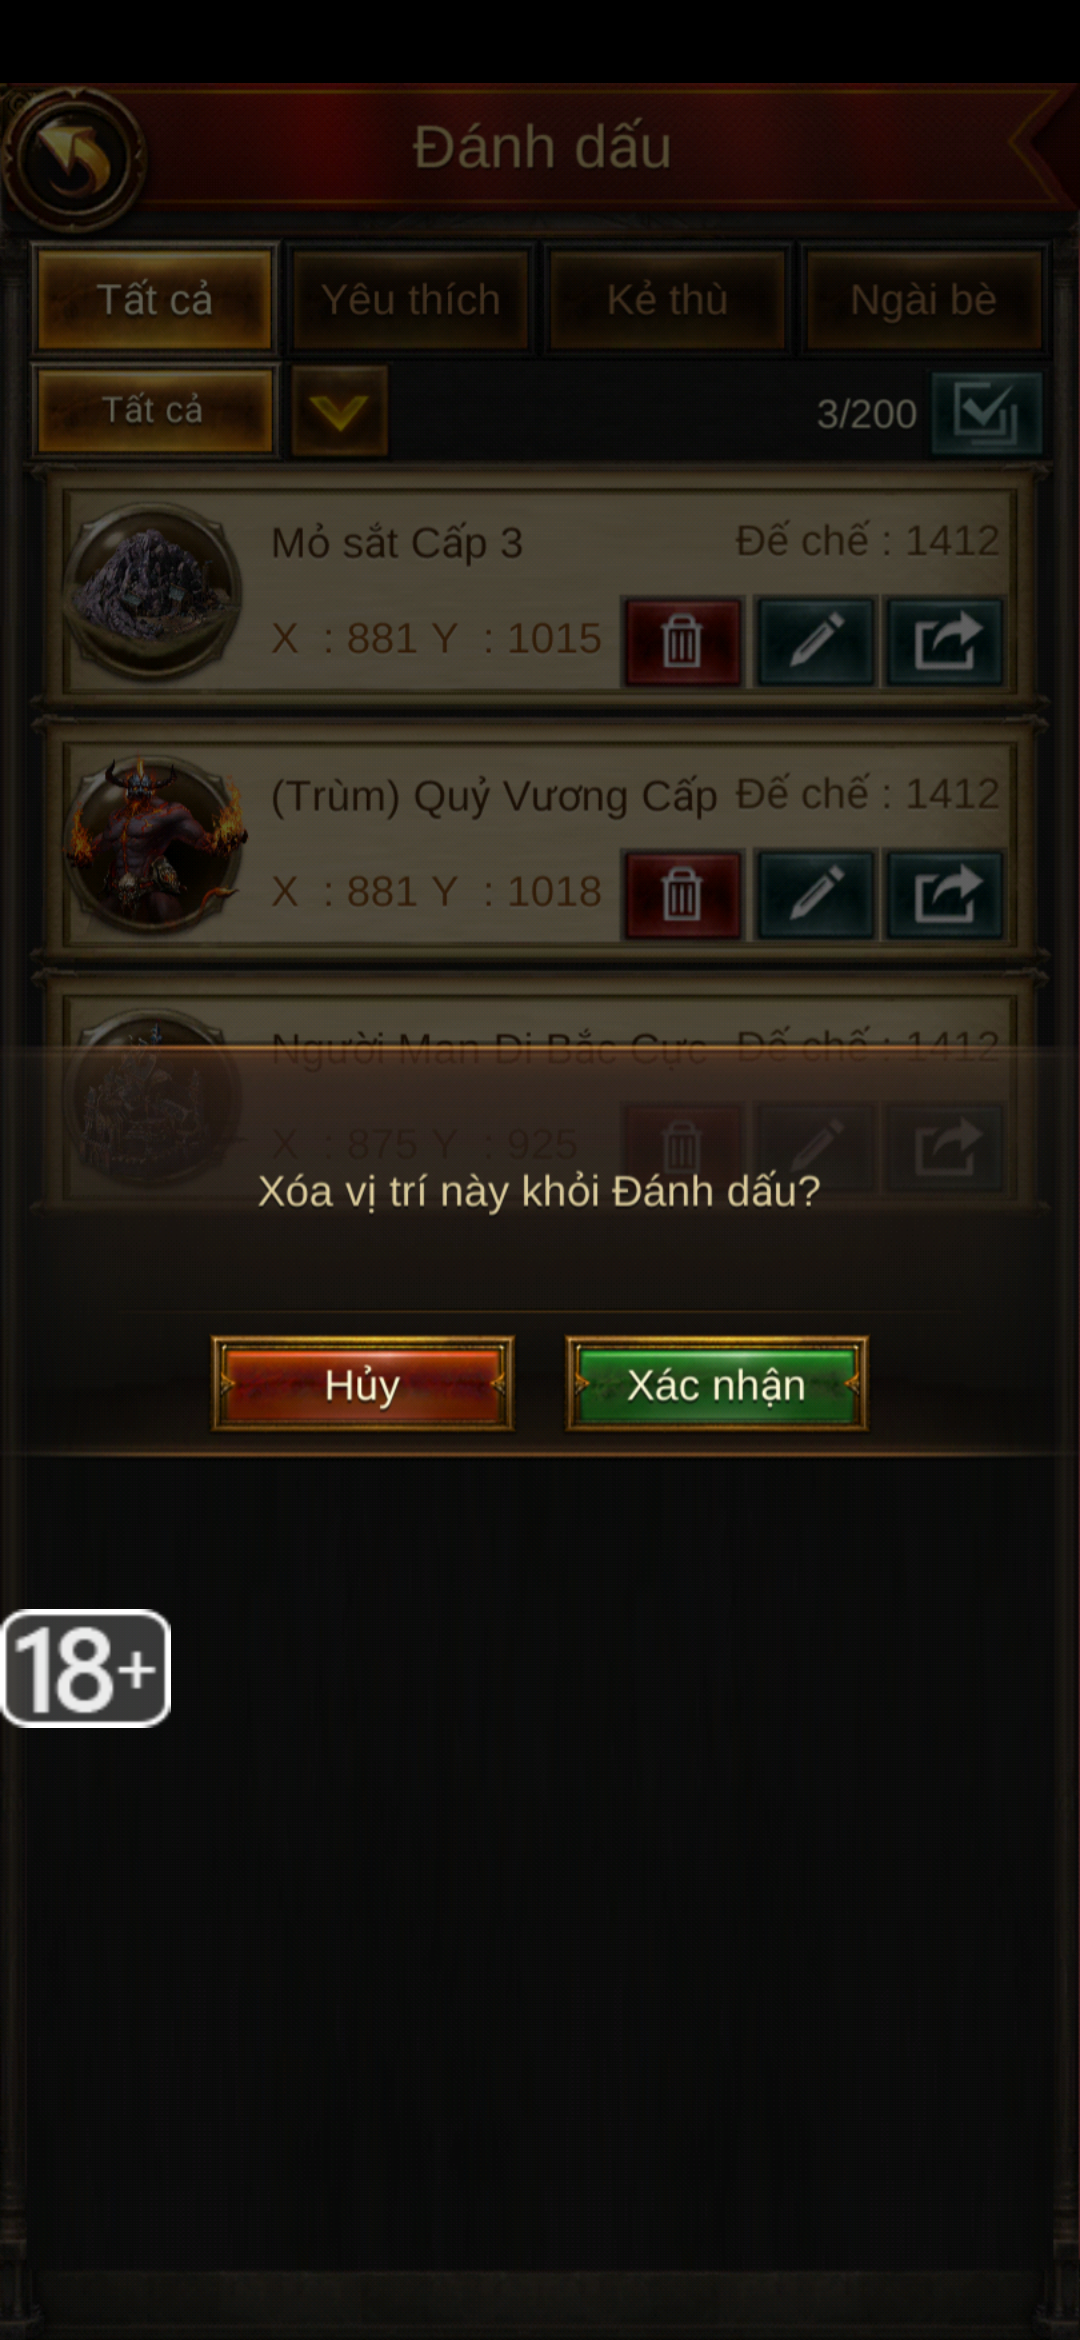 Đánh dấu
Tất cả
Yêu thích
Kẻ thù
Ngài bè
Tất cả
3/200
Mỏ sắt Cấp 3
Đế chế : 1412
X : 881 Y : 1015
(Trùm) Quỷ Vương Cấp
Đế chế : 1412
X : 881 Y : 1018
Người Man Di Bắc Cực
Đế chế : 1412
X : 875 Y : 925
Xóa vị trí này khỏi Đánh dấu?
Hủy
Xác nhận
18+